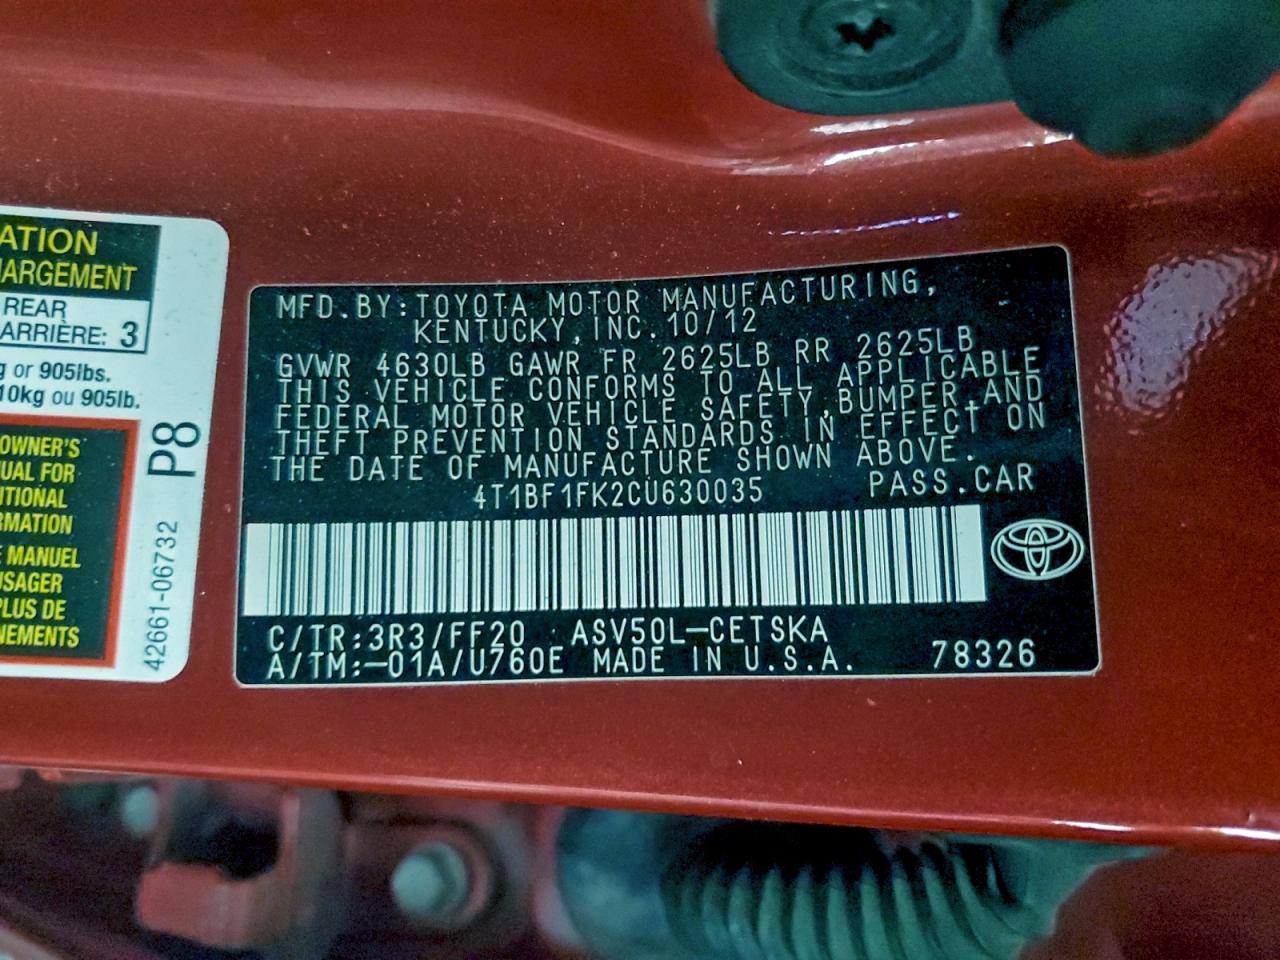 ATION
HARGEMENT
REAR
ARRIÈRE: 3
g or 905lbs.
10kg ou 905lb.
OWNER'S
UAL FOR
ITIONAL
RMATION
E MANUEL
USAGER
PLUS DE
NEMENTS
P8
42661-06732
MFD.BY:TOYOTA MOTOR MANUFACTURING,
KENTUCKY,INC.10/12
GVWR 4630LB GAWR FR 2625LB RR 2625LB
THIS VEHICLE CONFORMS TO ALL APPLICABLE
FEDERAL MOTOR VEHICLE SAFETY,BUMPER,AND
THEFT PREVENTION STANDARDS IN EFFECT ON
THE DATE OF MANUFACTURE SHOWN ABOVE.
4T1BF1FK2CU630035 PASS.CAR
C/TR:3R3/FF20 ASV50L-CETSKA
A/TM:-01A/U760E MADE IN U.S.A. 78326